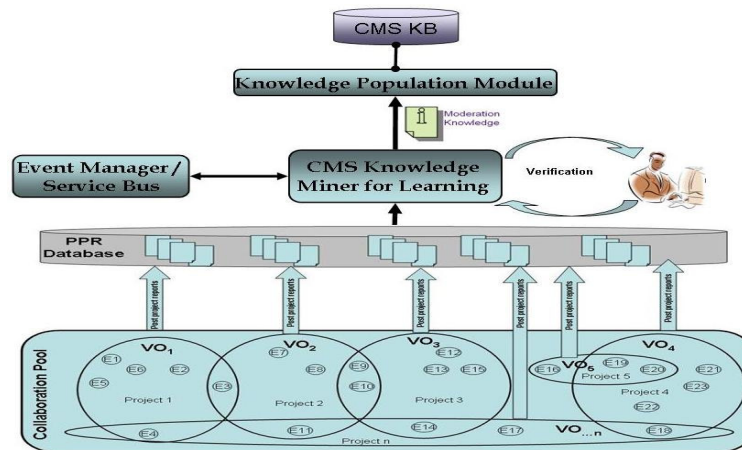 CMS KB
Knowledge Population Module
i
Moderation
Knowledge
Event Manager /
Service Bus
CMS Knowledge
Miner for Learning
Verification
PPR
Database
Post project reports
Post project reports
Post project reports
Post project reports
Post project reports
Post project reports
Collaboration Pool
VO1
E1
E6
E2
E5
Project 1
E3
E4
VO2
E7
E8
E9
E10
Project 2
E11
VO3
E12
E13
E15
Project 3
E14
E16
VO5
E19
E20
Project 5
VO4
E21
E23
Project 4
E22
E18
Project n
E17
VO...n